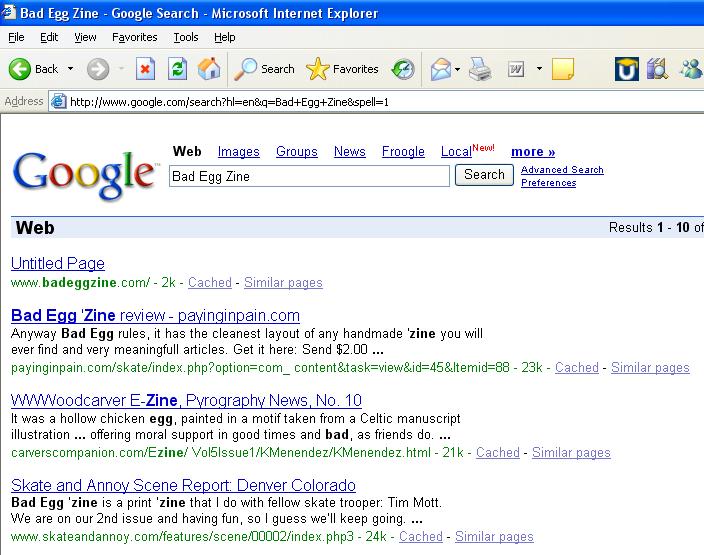 Bad Egg Zine - Google Search - Microsoft Internet Explorer
File Edit View Favorites Tools Help
Back Search Favorites
Address http://www.google.com/search?hl=en&q=Bad+Egg+Zine&spell=1
Web Images Groups News Froogle Local New! more »
Google™ Bad Egg Zine Search Advanced Search
Preferences
Web Results 1 - 10 of
Untitled Page
www.badeggzine.com/ - 2k - Cached - Similar pages
Bad Egg 'Zine review - payinginpain.com
Anyway Bad Egg rules, it has the cleanest layout of any handmade 'zine you will
ever find and very meaningfull articles. Get it here: Send $2.00 ...
payinginpain.com/skate/index.php?option=com_ content&task=view&id=45&Itemid=88 - 23k - Cached - Similar pages
WWWoodcarver E-Zine, Pyrography News, No. 10
It was a hollow chicken egg, painted in a motif taken from a Celtic manuscript
illustration ... offering moral support in good times and bad, as friends do. ...
carverscompanion.com/Ezine/ Vol5Issue1/KMenendez/KMenendez.html - 21k - Cached - Similar pages
Skate and Annoy Scene Report: Denver Colorado
Bad Egg 'zine is a print 'zine that I do with fellow skate trooper: Tim Mott.
We are on our 2nd issue and having fun, so I guess we'll keep going. ...
www.skateandannoy.com/features/scene/00002/index.php3 - 24k - Cached - Similar pages